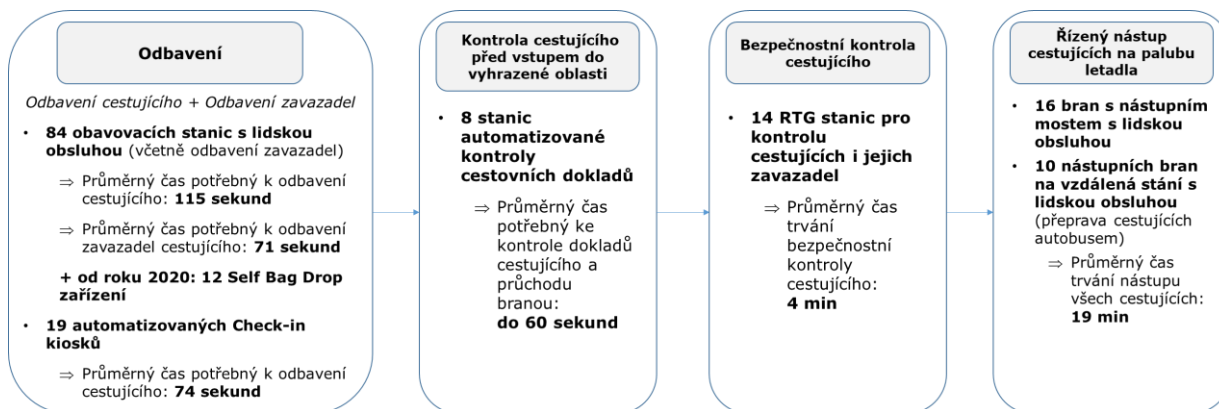 Odbavení
Odbavení cestujícího + Odbavení zavazadel
• 84 obavovacích stanic s lidskou
obsluhou (včetně odbavení zavazadel)
⇒ Průměrný čas potřebný k odbavení
cestujícího: 115 sekund
⇒ Průměrný čas potřebný k odbavení
zavazadel cestujícího: 71 sekund
+ od roku 2020: 12 Self Bag Drop
zařízení
• 19 automatizovaných Check-in
kiosků
⇒ Průměrný čas potřebný k odbavení
cestujícího: 74 sekund
Kontrola cestujícího
před vstupem do
vyhrazené oblasti
• 8 stanic
automatizované
kontroly
cestovních dokladů
⇒ Průměrný čas
potřebný ke
kontrole dokladů
cestujícího a
průchodu
branou:
do 60 sekund
Bezpečnostní kontrola
cestujícího
• 14 RTG stanic pro
kontrolu
cestujících i jejich
zavazadel
⇒ Průměrný čas
trvání
bezpečnostní
kontroly
cestujícího:
4 min
Řízený nástup
cestujících na palubu
letadla
• 16 bran s nástupním
mostem s lidskou
obsluhou
• 10 nástupních bran
na vzdálená stání s
lidskou obsluhou
(přeprava cestujících
autobusem)
⇒ Průměrný čas
trvání nástupu
všech cestujících:
19 min